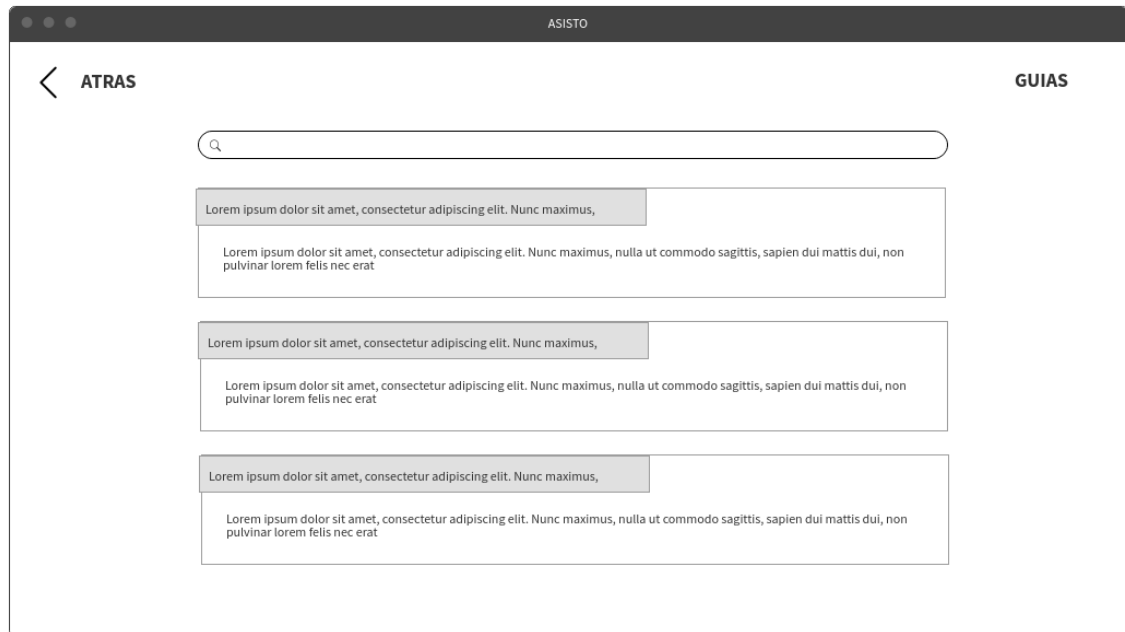 ASISTO
ATRAS
GUIAS
Lorem ipsum dolor sit amet, consectetur adipiscing elit. Nunc maximus,
Lorem ipsum dolor sit amet, consectetur adipiscing elit. Nunc maximus, nulla ut commodo sagittis, sapien dui mattis dui, non
pulvinar lorem felis nec erat
Lorem ipsum dolor sit amet, consectetur adipiscing elit. Nunc maximus,
Lorem ipsum dolor sit amet, consectetur adipiscing elit. Nunc maximus, nulla ut commodo sagittis, sapien dui mattis dui, non
pulvinar lorem felis nec erat
Lorem ipsum dolor sit amet, consectetur adipiscing elit. Nunc maximus,
Lorem ipsum dolor sit amet, consectetur adipiscing elit. Nunc maximus, nulla ut commodo sagittis, sapien dui mattis dui, non
pulvinar lorem felis nec erat